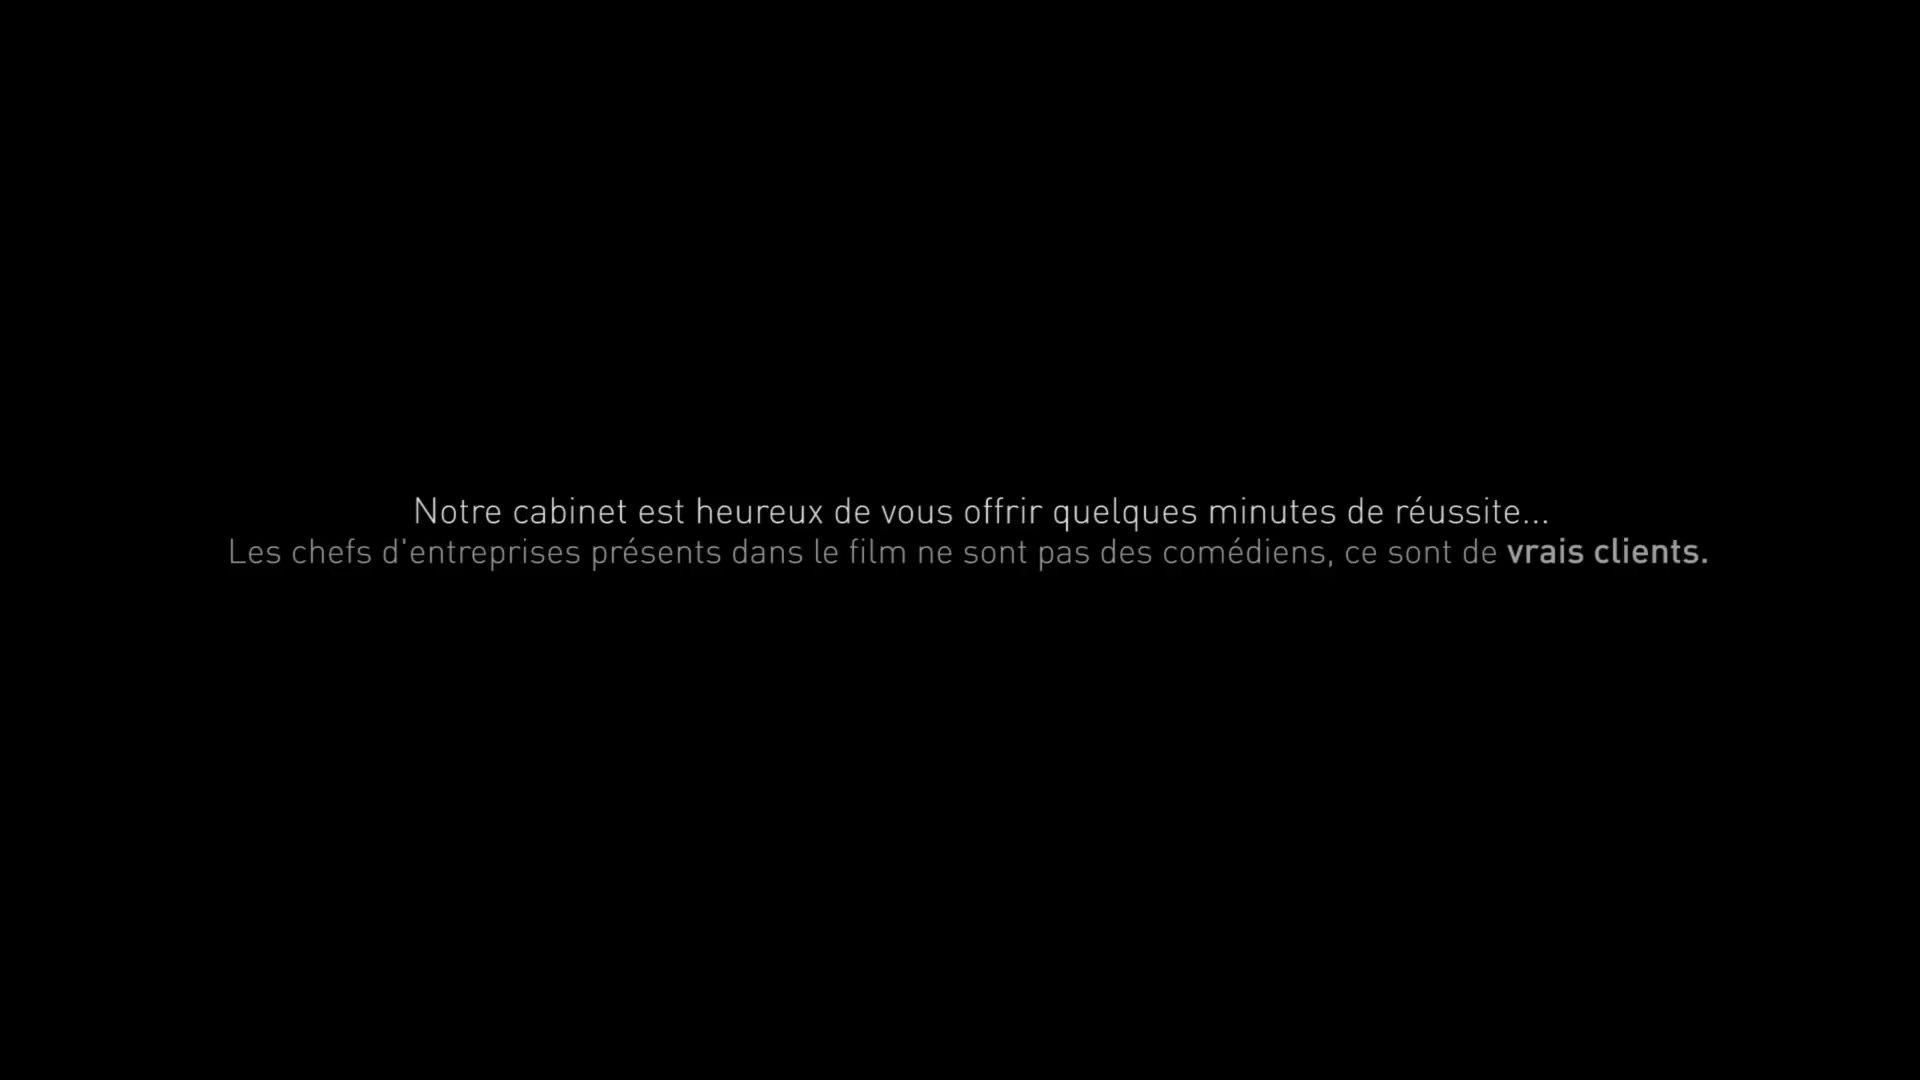 Notre cabinet est heureux de vous offrir quelques minutes de réussite...
Les chefs d'entreprises présents dans le film ne sont pas des comédiens, ce sont de vrais clients.